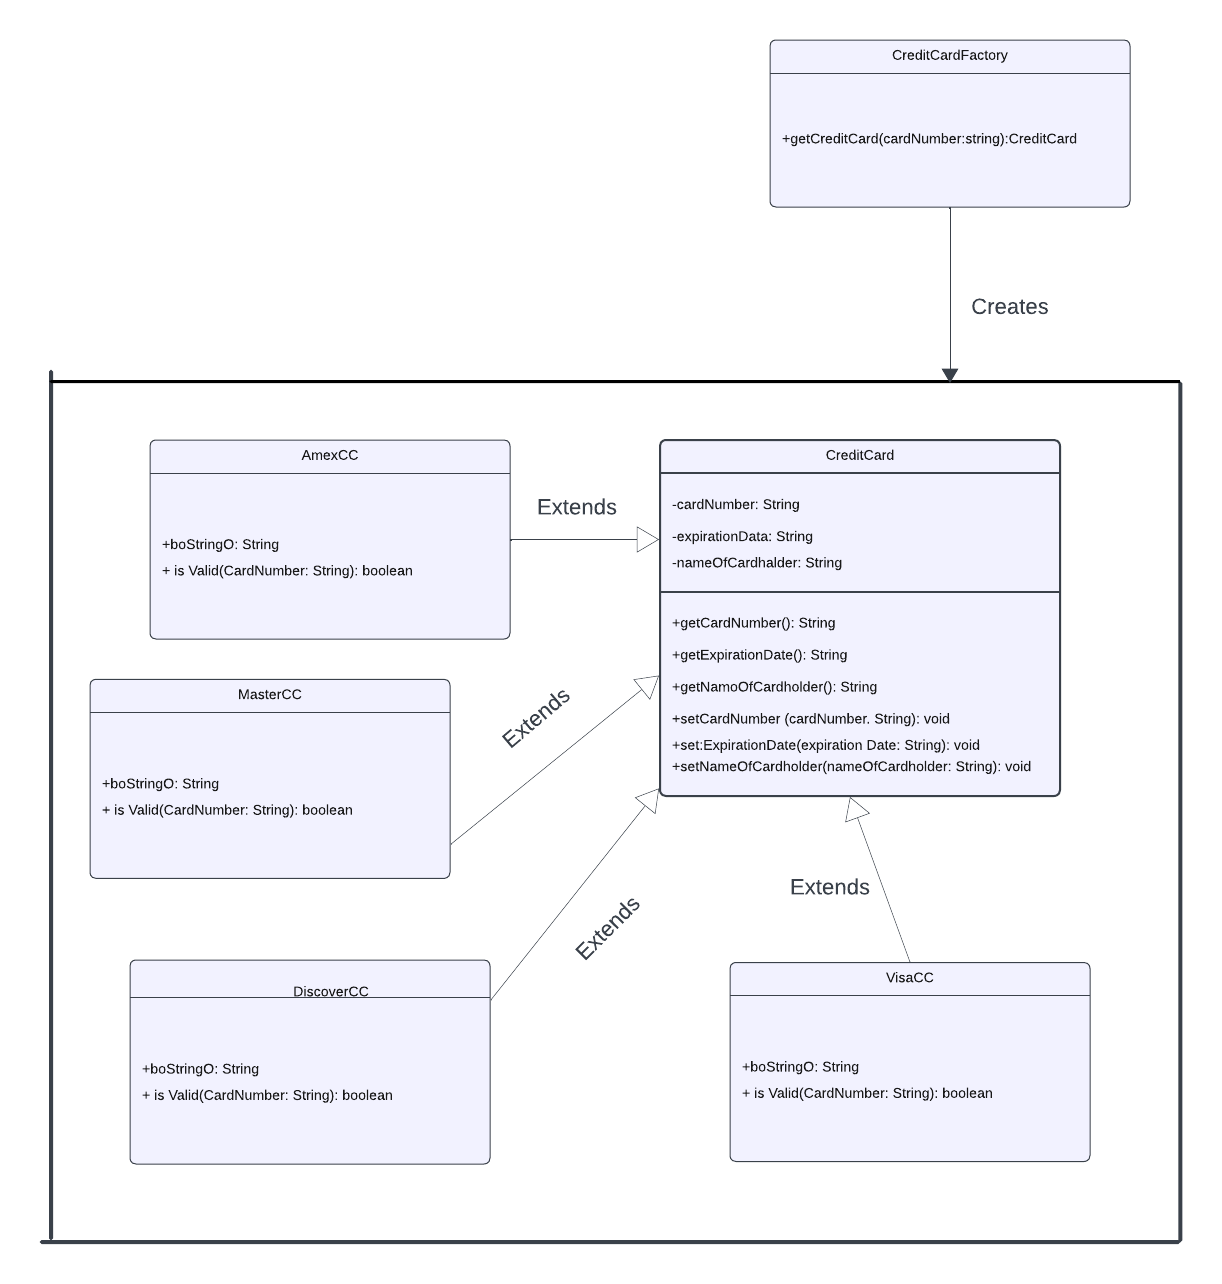 CreditCardFactory
+getCreditCard(cardNumber:string):CreditCard
Creates
AmexCC
+boStringO: String
+ is Valid(CardNumber: String): boolean
Extends
CreditCard
-cardNumber: String
-expirationData: String
-nameOfCardhalder: String
+getCardNumber(): String
+getExpirationDate(): String
+getNamoOfCardholder(): String
+setCardNumber (cardNumber. String): void
+set:ExpirationDate(expiration Date: String): void
+setNameOfCardholder(nameOfCardholder: String): void
MasterCC
+boStringO: String
+ is Valid(CardNumber: String): boolean
Extends
DiscoverCC
+boStringO: String
+ is Valid(CardNumber: String): boolean
Extends
Extends
VisaCC
+boStringO: String
+ is Valid(CardNumber: String): boolean